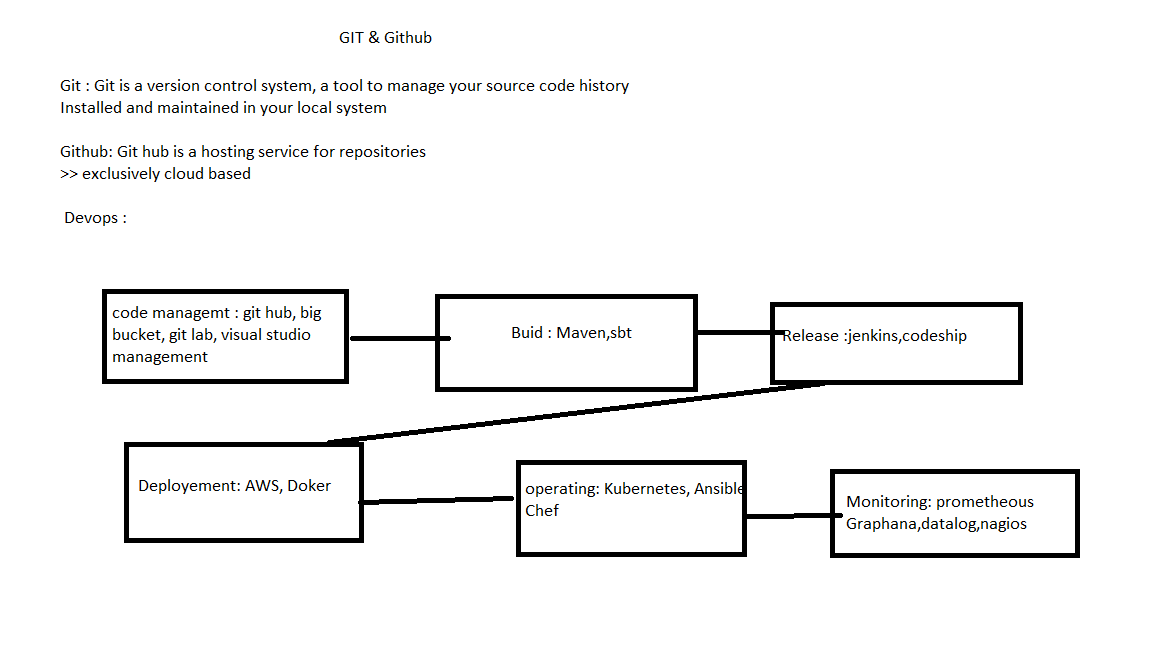 GIT & Github
Git : Git is a version control system, a tool to manage your source code history
Installed and maintained in your local system
Github: Git hub is a hosting service for repositories
>> exclusively cloud based
Devops :
code managemt : git hub, big
bucket, git lab, visual studio
management
Buid : Maven,sbt
Release :jenkins,codeship
Deployement: AWS, Doker
operating: Kubernetes, Ansible
Chef
Monitoring: prometheous
Graphana,datalog,nagios